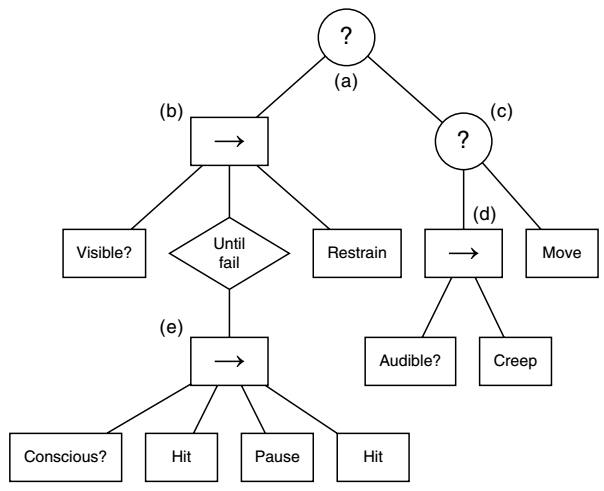 ?
(a)
(b)
(c)
→
?
(d)
Visible?
Until
fail
Restrain
→
Move
(e)
→
Audible?
Creep
Conscious?
Hit
Pause
Hit